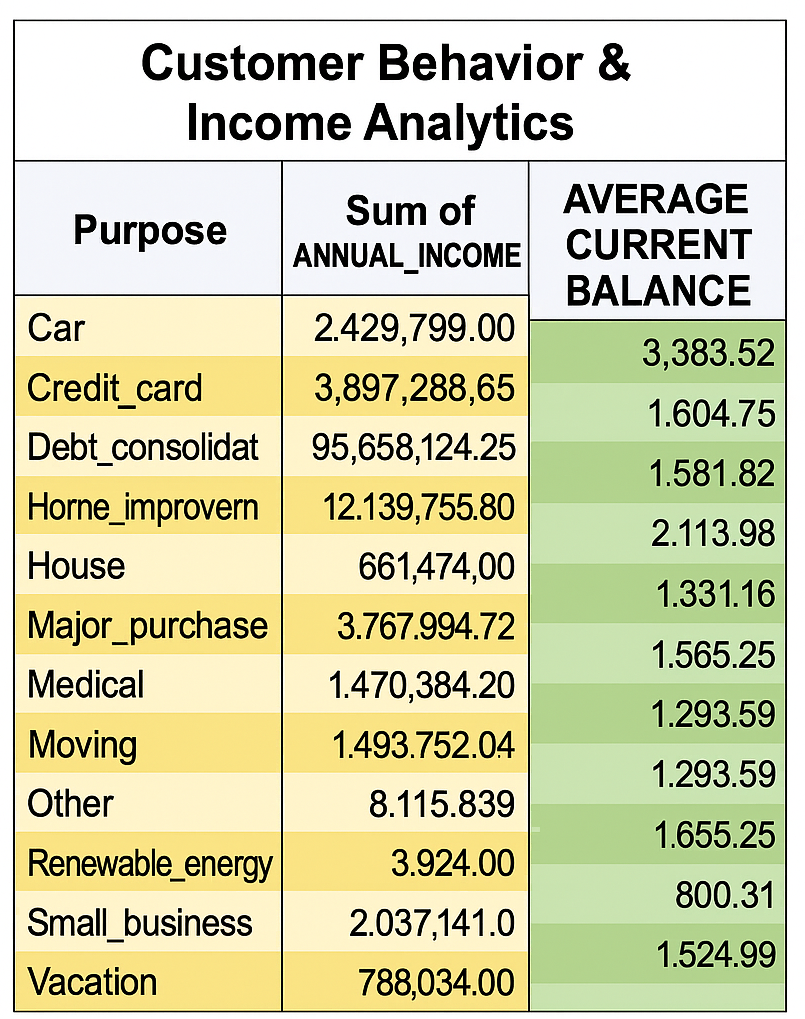 Customer Behavior &
Income Analytics
Purpose
Sum of
ANNUAL_INCOME
AVERAGE
CURRENT
BALANCE
Car 2.429,799.00
3,383.52
Credit_card 3,897,288,65
1.604.75
Debt_consolidat 95,658,124.25
1.581.82
Horne_improvern 12.139,755.80
2.113.98
House 661,474,00
1.331.16
Major_purchase 3.767.994.72
1.565.25
Medical 1.470,384.20
1.293.59
Moving 1.493.752.04
1.293.59
Other 8.115.839
1.655.25
Renewable_energy 3.924.00
800.31
Small_business 2.037,141.0
1.524.99
Vacation 788,034.00